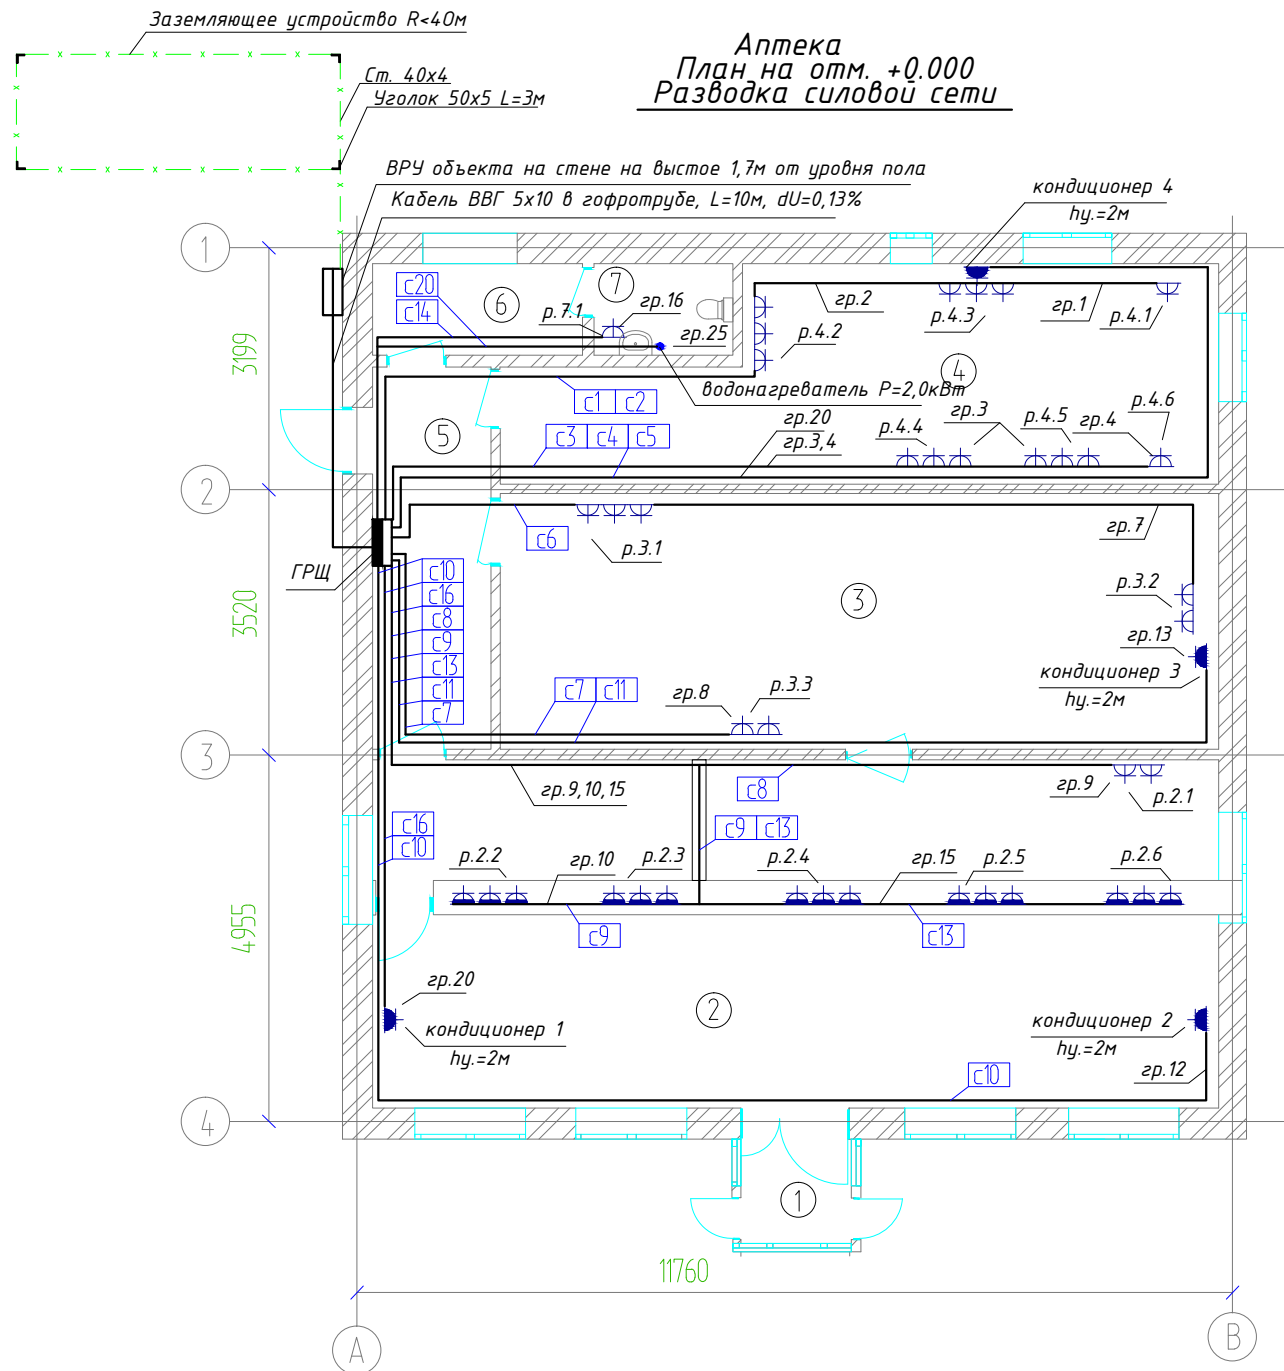 Заземляющее устройство R<4Ом
Аптека
План на отм. +0.000
Разводка силовой сети
Ст. 40х4
Уголок 50х5 L=3м
ВРУ объекта на стене на выстое 1,7м от уровня пола
Кабель ВВГ 5х10 в гофротрубе, L=10м, dU=0,13%
кондиционер 4
hу.=2м
1
с20
с14
6
7
р.7.1
гр.16
гр.25
гр.2
р.4.3
гр.1
р.4.1
р.4.2
3199
4
водонагреватель P=2,0кВт
с1 с2
5
с3 с4 с5
гр.20
гр.3,4
р.4.4
гр.3
р.4.5
гр.4
р.4.6
2
с6
р.3.1
гр.7
ГРЩ
с10
с16
с8
с9
с13
с11
с7
3520
3
р.3.2
гр.13
кондиционер 3
hу.=2м
с7 с11
гр.8
р.3.3
3
гр.9,10,15
с8
гр.9
р.2.1
с16
с10
с9 с13
р.2.2
гр.10
р.2.3
р.2.4
гр.15
р.2.5
р.2.6
4955
с9
с13
гр.20
кондиционер 1
hу.=2м
2
кондиционер 2
hу.=2м
гр.12
с10
4
1
11760
А
В